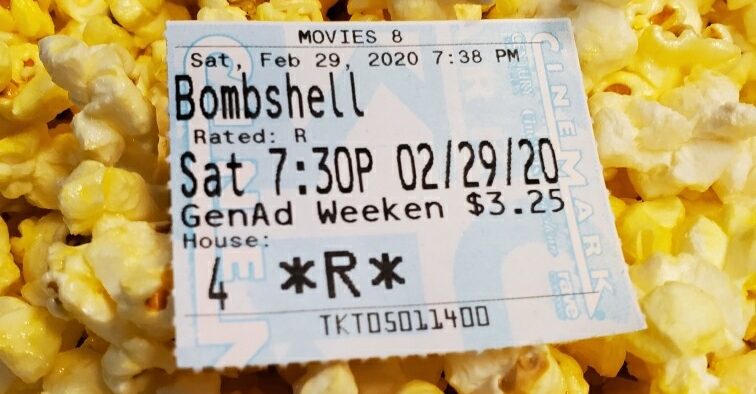 MOVIES 8
Sat, Feb 29, 2020 7:38 PM
Bombshell
Rated: R
Sat 7:30P 02/29/20
GenAd Weeken $3.25
House:
4 *R*
TKT05011400
CINEMARK
rave